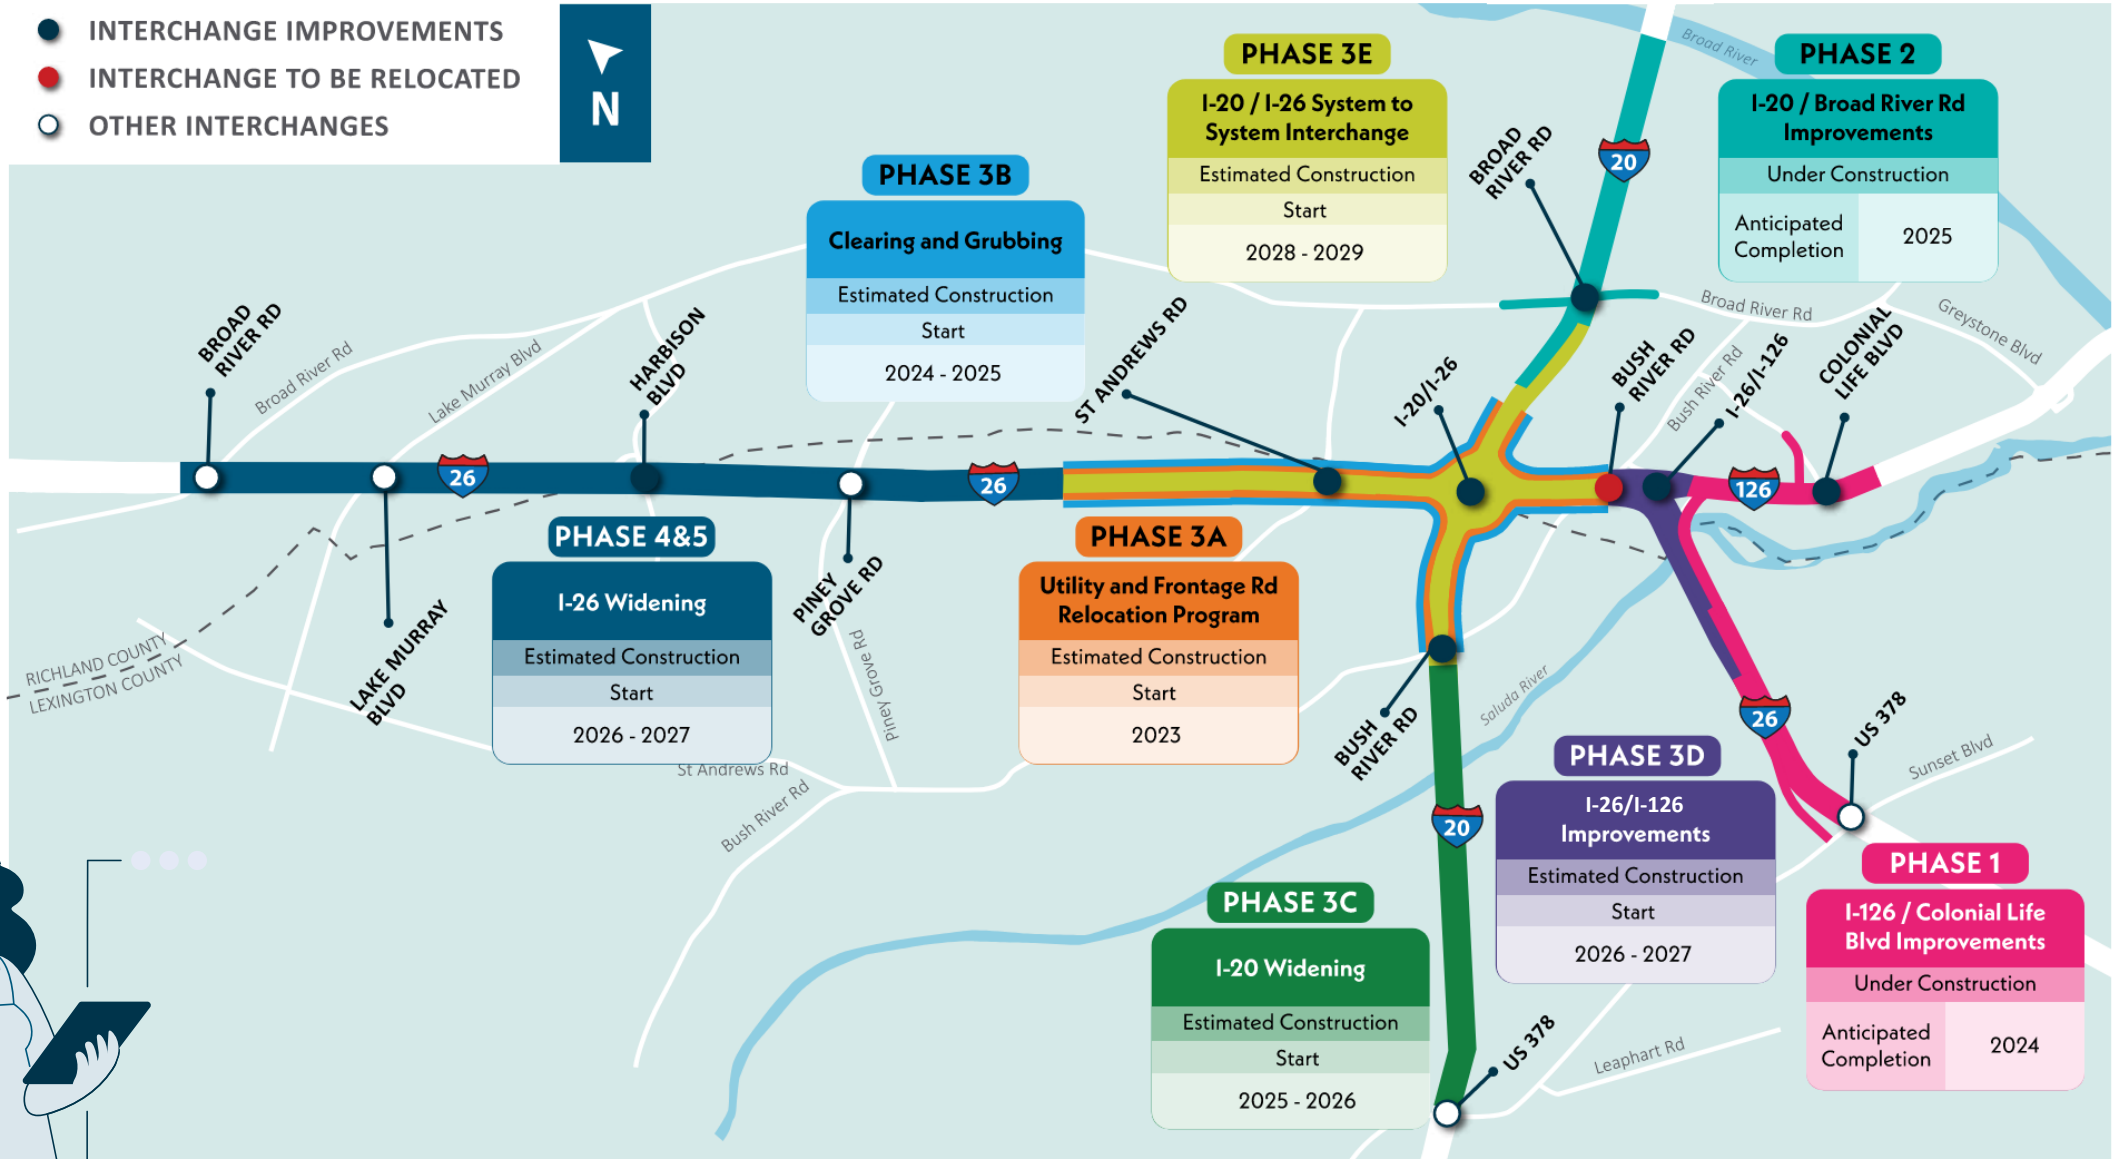 INTERCHANGE IMPROVEMENTS
INTERCHANGE TO BE RELOCATED
OTHER INTERCHANGES
N
PHASE 3B
Clearing and Grubbing
Estimated Construction
Start
2024 - 2025
PHASE 3E
I-20 / I-26 System to
System Interchange
Estimated Construction
Start
2028 - 2029
PHASE 2
I-20 / Broad River Rd
Improvements
Under Construction
Anticipated
Completion
2025
Broad River
20
BROAD
RIVER RD
BROAD
RIVER RD
Broad River Rd
Lake Murray Blvd
HARBISON
BLVD
ST ANDREWS RD
I-20/I-26
BUSH
RIVER RD
Bush River Rd
I-26/I-126
Broad River Rd
COLONIAL
LIFE BLVD
Greystone Blvd
26
26
126
PHASE 4&5
I-26 Widening
Estimated Construction
Start
2026 - 2027
LAKE MURRAY
BLVD
RICHLAND COUNTY
LEXINGTON COUNTY
PINEY
GROVE RD
Piney Grove Rd
St Andrews Rd
Bush River Rd
PHASE 3A
Utility and Frontage Rd
Relocation Program
Estimated Construction
Start
2023
BUSH
RIVER RD
Saluda River
20
26
US 378
Sunset Blvd
PHASE 3D
I-26/I-126
Improvements
Estimated Construction
Start
2026 - 2027
PHASE 1
I-126 / Colonial Life
Blvd Improvements
Under Construction
Anticipated
Completion
2024
PHASE 3C
I-20 Widening
Estimated Construction
Start
2025 - 2026
US 378
Leaphart Rd